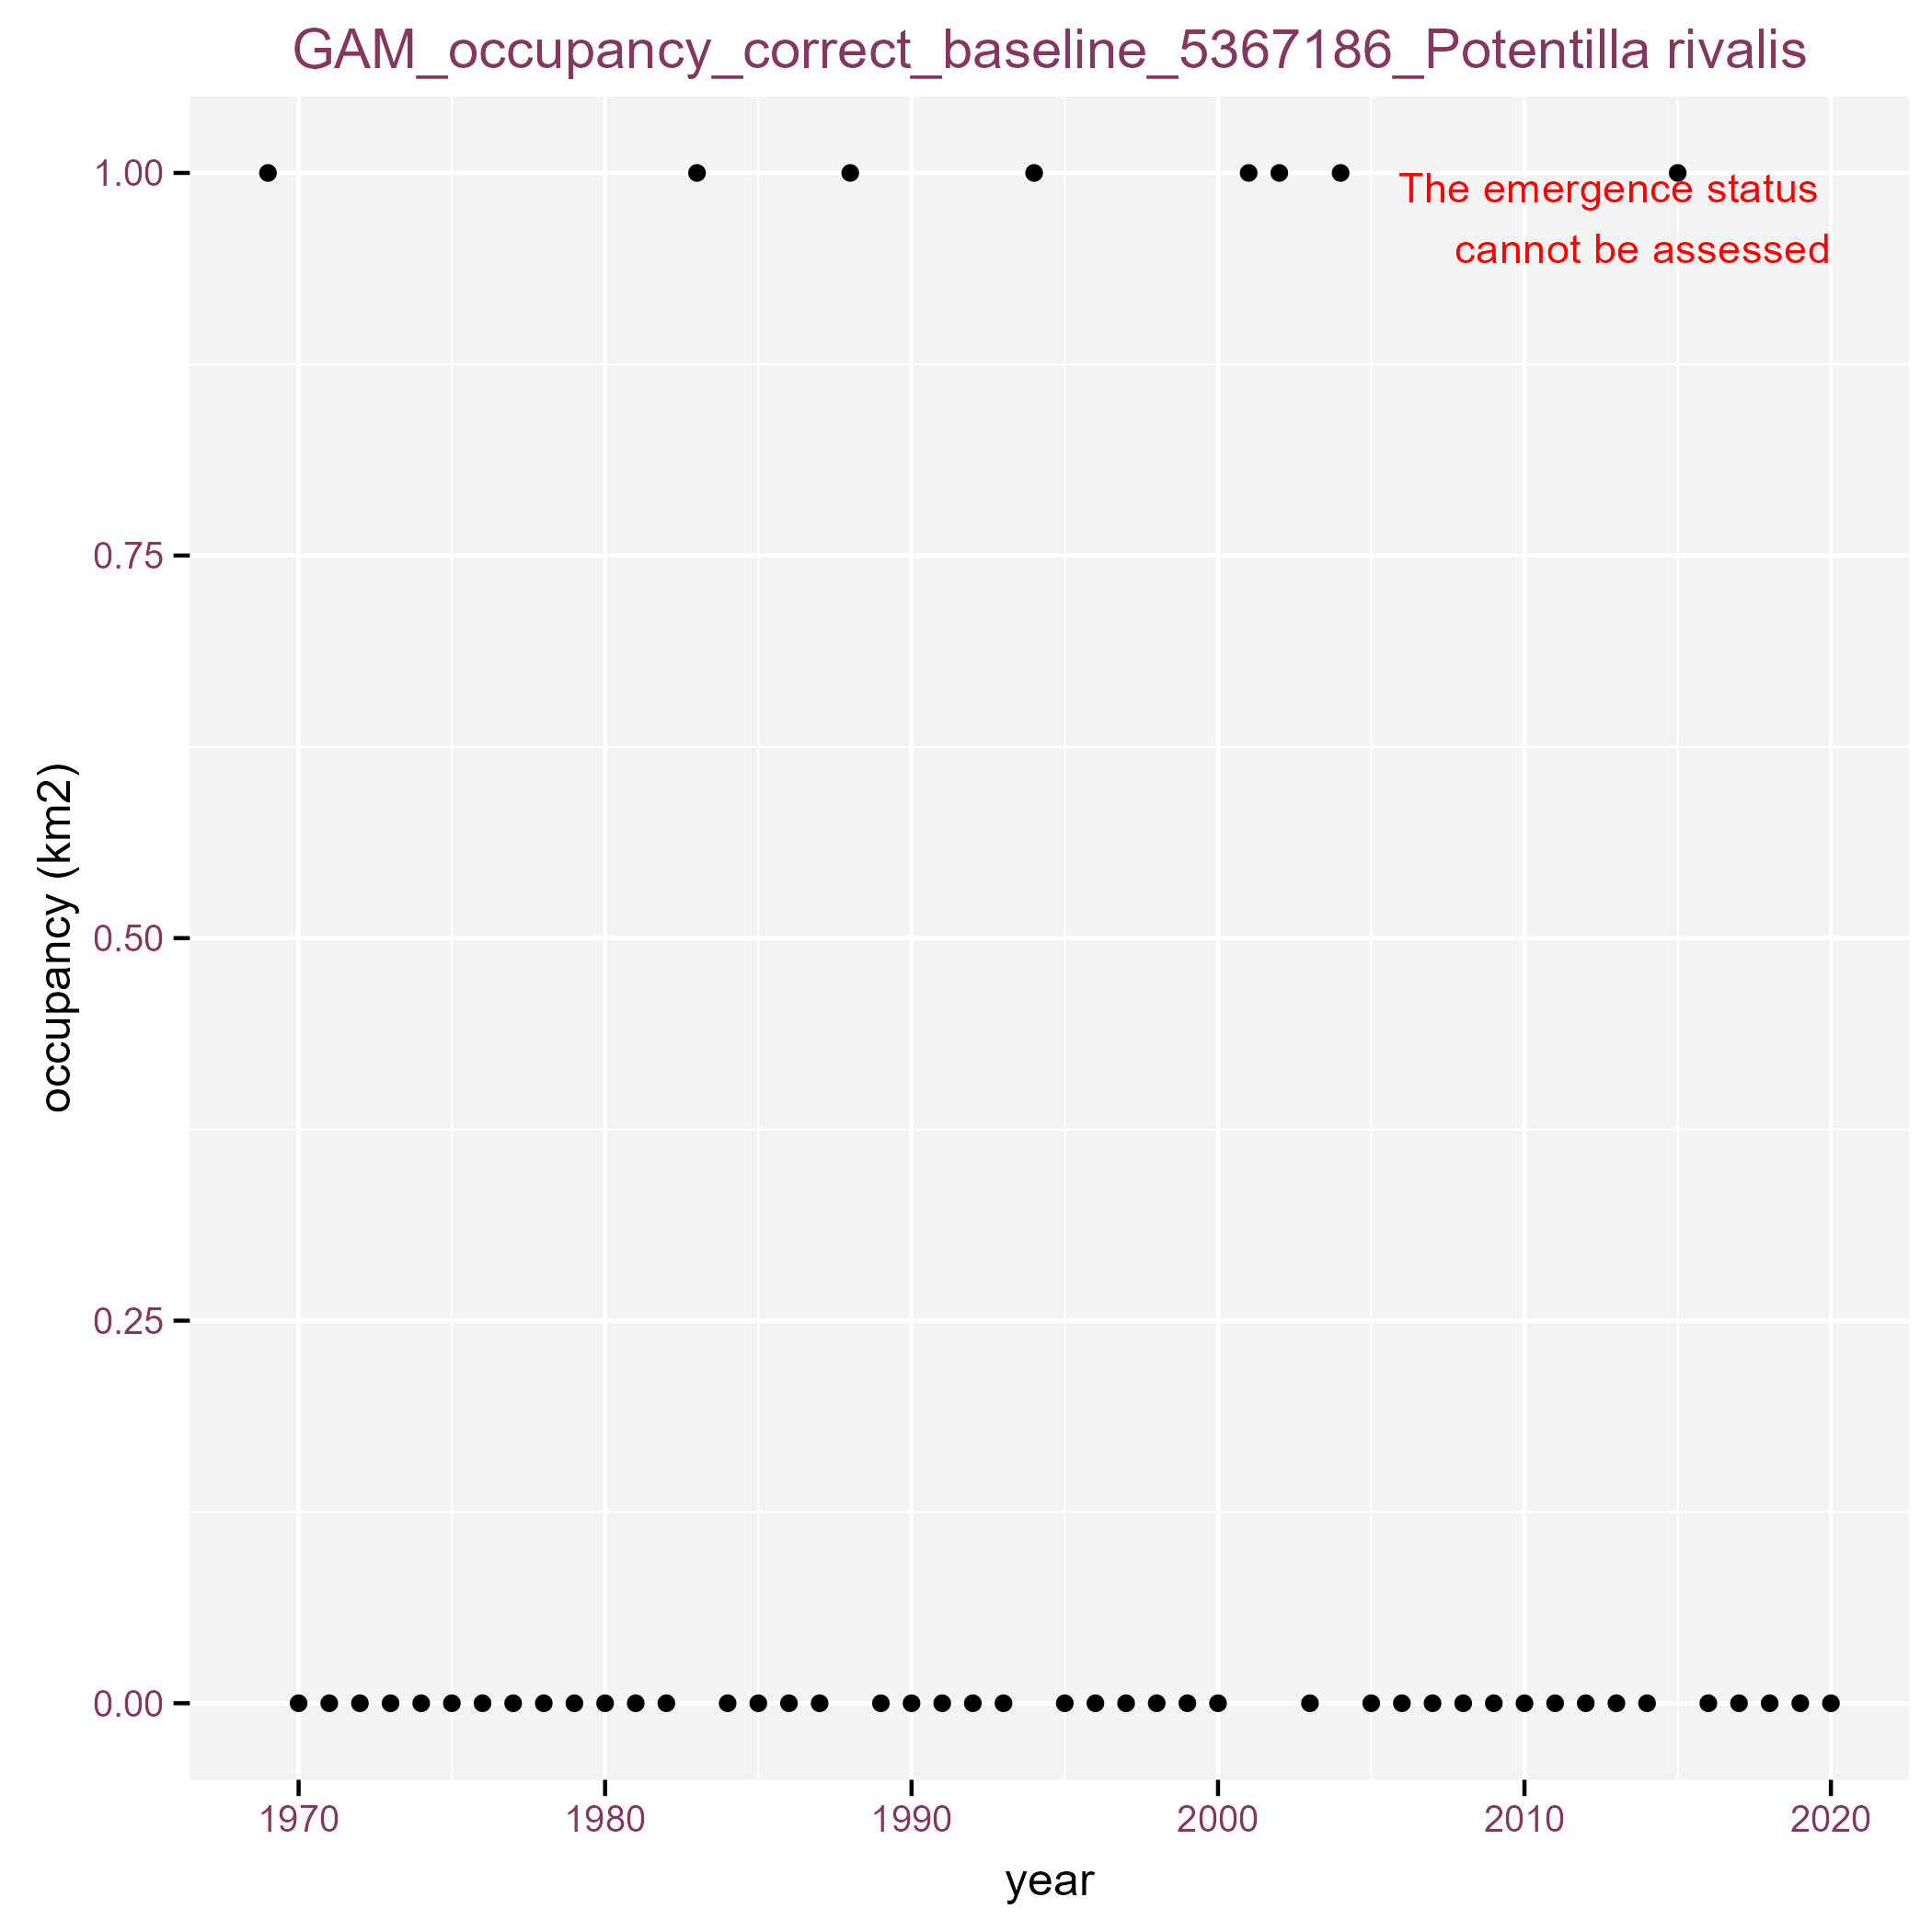 GAM_occupancy_correct_baseline_5367186_Potentilla rivalis
The emergence status
cannot be assessed
occupancy (km2)
1.00
0.75
0.50
0.25
0.00
1970 1980 1990 2000 2010 2020
year